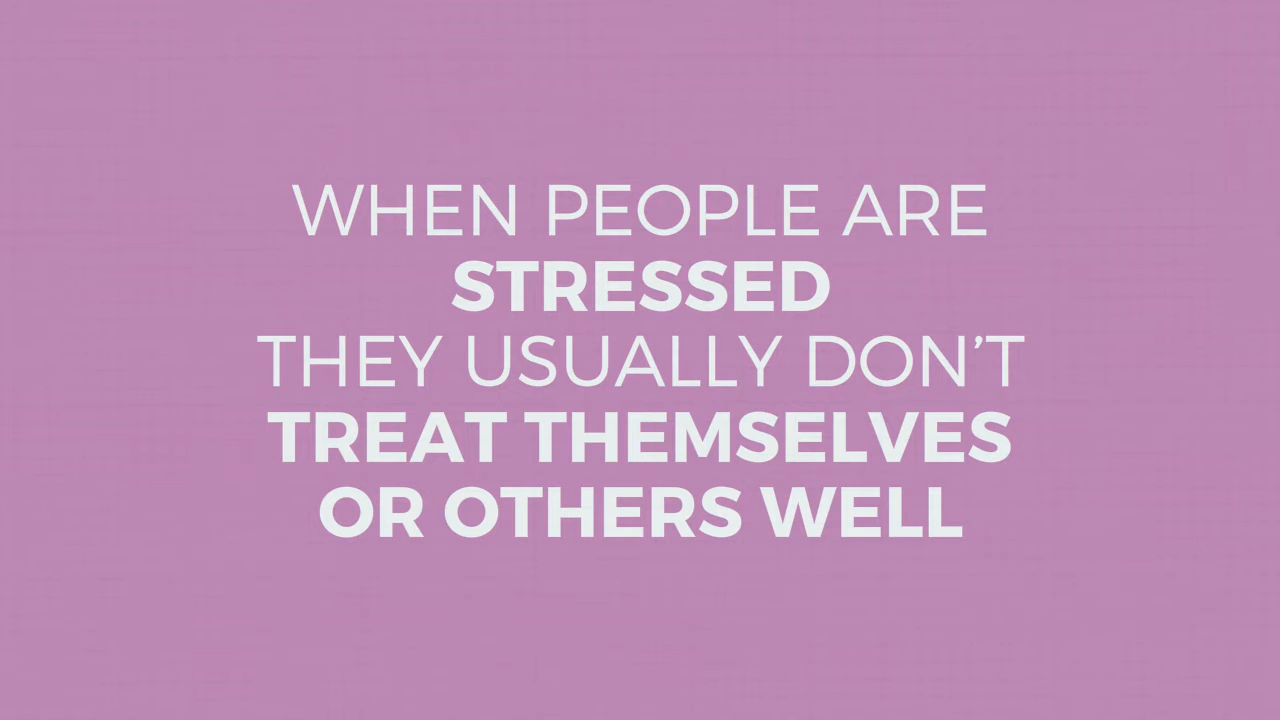 WHEN PEOPLE ARE
STRESSED
THEY USUALLY DON’T
TREAT THEMSELVES
OR OTHERS WELL